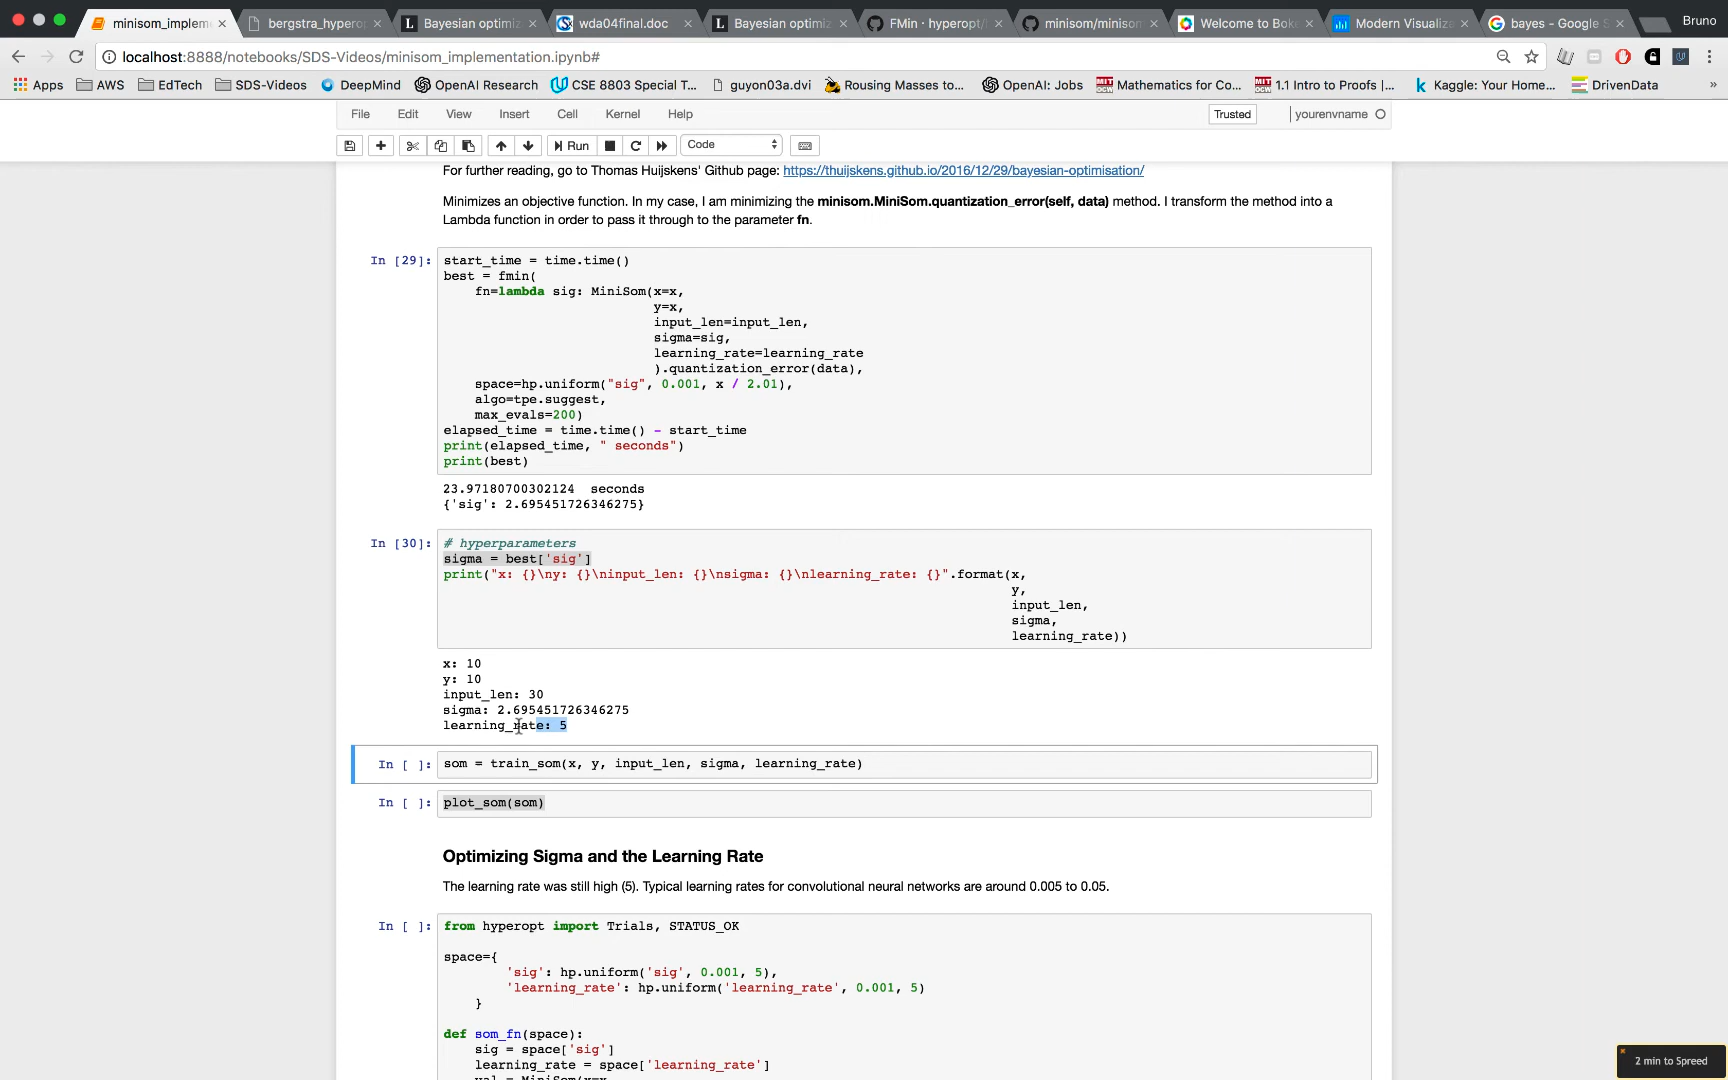 minisom_implem
bergstra_hyperop
Bayesian optimiz
wda04final.doc
Bayesian optimiz
FMin · hyperopt/
minisom/minisom
Welcome to Boke
Modern Visualiza
bayes - Google S
Bruno
localhost:8888/notebooks/SDS-Videos/minisom_implementation.ipynb#
Apps AWS EdTech SDS-Videos DeepMind OpenAI Research CSE 8803 Special T... guyon03a.dvi Rousing Masses to... OpenAI: Jobs Mathematics for Co... 1.1 Intro to Proofs |... Kaggle: Your Home... DrivenData »
File Edit View Insert Cell Kernel Help Trusted yourenvname
Run Code
For further reading, go to Thomas Huijskens' Github page: https://thuijskens.github.io/2016/12/29/bayesian-optimisation/
Minimizes an objective function. In my case, I am minimizing the minisom.MiniSom.quantization_error(self, data) method. I transform the method into a
Lambda function in order to pass it through to the parameter fn.
In [29]: start_time = time.time()
best = fmin(
fn=lambda sig: MiniSom(x=x,
y=x,
input_len=input_len,
sigma=sig,
learning_rate=learning_rate
).quantization_error(data),
space=hp.uniform("sig", 0.001, x / 2.01),
algo=tpe.suggest,
max_evals=200)
elapsed_time = time.time() - start_time
print(elapsed_time, " seconds")
print(best)
23.97180700302124  seconds
{'sig': 2.695451726346275}
In [30]: # hyperparameters
sigma = best['sig']
print("x: {}\ny: {}\ninput_len: {}\nsigma: {}\nlearning_rate: {}".format(x,
y,
input_len,
sigma,
learning_rate))
x: 10
y: 10
input_len: 30
sigma: 2.695451726346275
learning_rate: 5
In [ ]: som = train_som(x, y, input_len, sigma, learning_rate)
In [ ]: plot_som(som)
Optimizing Sigma and the Learning Rate
The learning rate was still high (5). Typical learning rates for convolutional neural networks are around 0.005 to 0.05.
In [ ]: from hyperopt import Trials, STATUS_OK
space={
'sig': hp.uniform('sig', 0.001, 5),
'learning_rate': hp.uniform('learning_rate', 0.001, 5)
}
def som_fn(space):
sig = space['sig']
learning_rate = space['learning_rate']
val = MiniSom(x=x,
2 min to Spreed